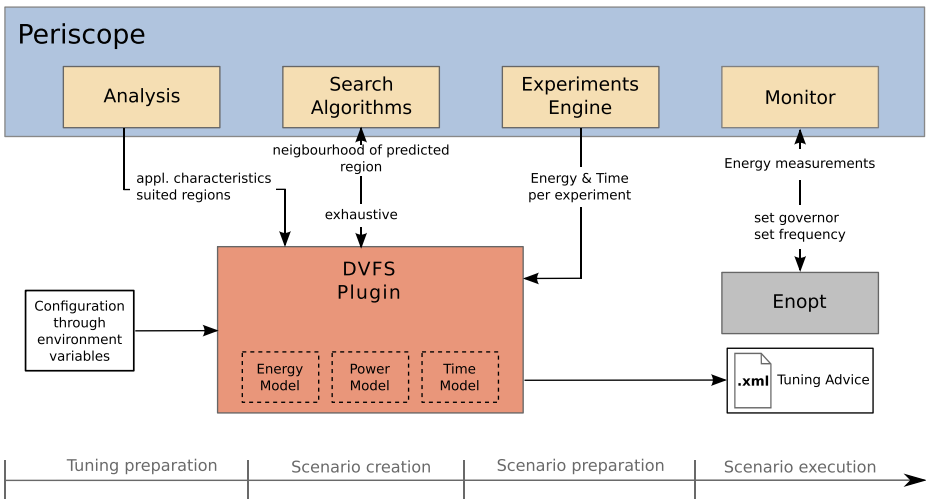 Periscope
Analysis
Search
Algorithms
Experiments
Engine
Monitor
neigbourhood of predicted
region
appl. characteristics
suited regions
exhaustive
Energy & Time
per experiment
Energy measurements
set governor
set frequency
DVFS
Plugin
Enopt
Configuration
through
environment
variables
Energy
Model
Power
Model
Time
Model
.xml
Tuning Advice
Tuning preparation
Scenario creation
Scenario preparation
Scenario execution